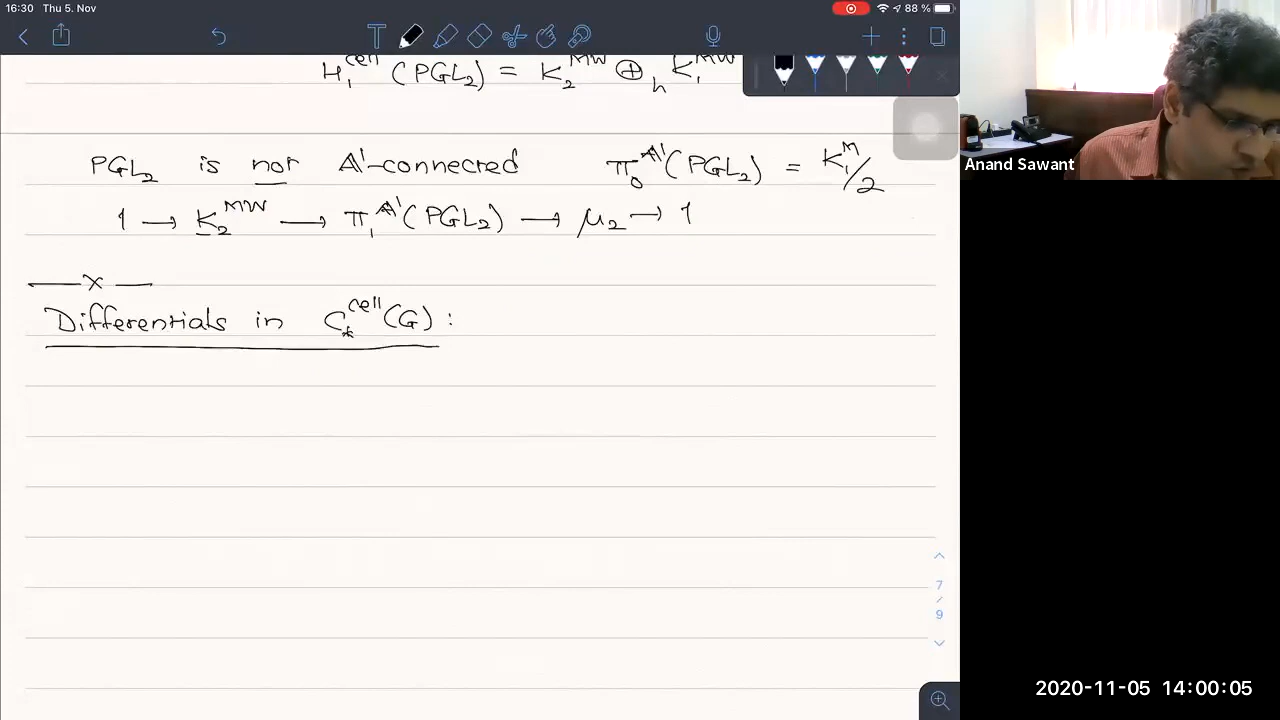 16:30 Thu 5. Nov 88 %
H₁^cell (PGL₂) = K₂^MW ⊕_h K₁^MW
PGL₂ is not 𝔸¹-connected π₀^𝔸¹(PGL₂) = K₁^M/2
1 → K₂^MW → π₁^𝔸¹(PGL₂) → μ₂ → 1
— x —
Differentials in C_*^cell(G) :
7
/
9
Anand Sawant
2020-11-05 14:00:05